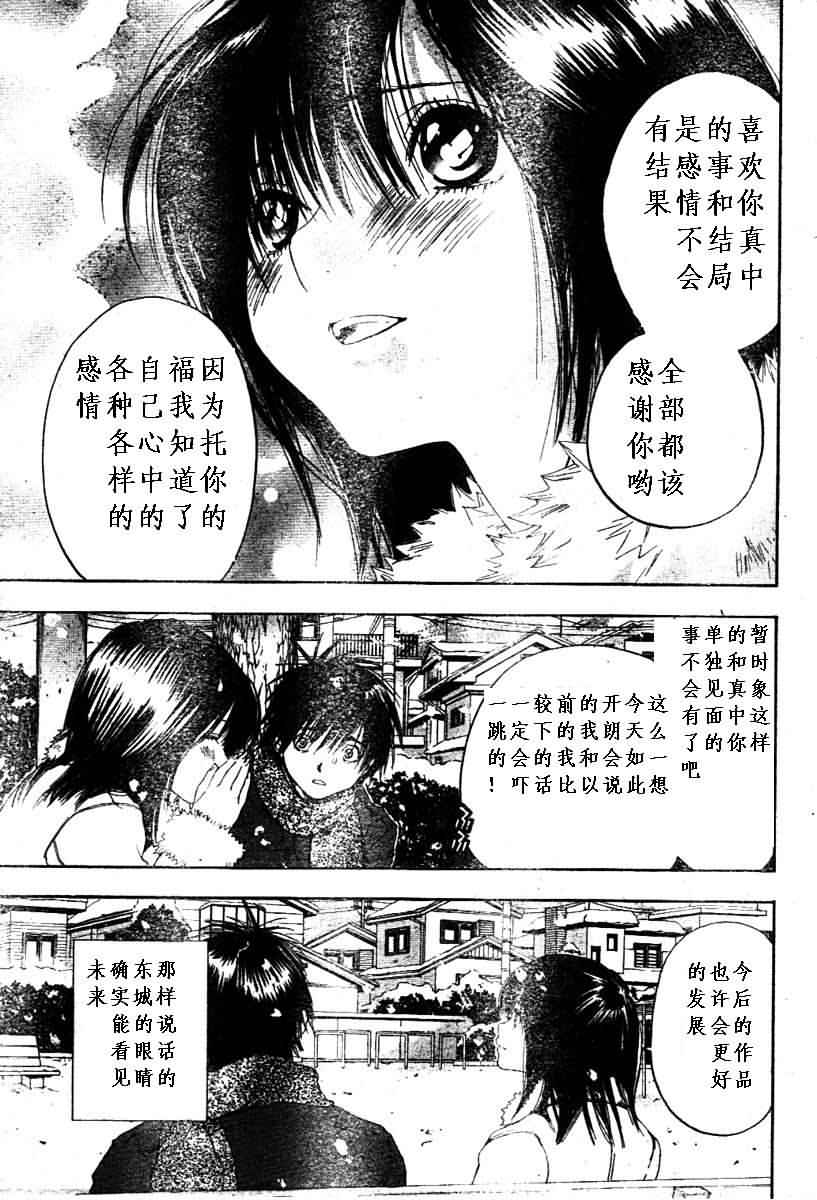 喜欢你真中
的事和结局
是感情不会
有结果
全部都该
感谢你哟
因为托你的
福我知道了
自己心中的
各种各样的
感情
暂时象这样
的和真中你
单独见面的
事不会有了吧
这么一想
今天如此
开朗会说
的我和以
前的我比
较下的话
一定会吓
一跳的！
今后的作品
也许会更好
的发展
那样说话的
东城的眼睛
确实能看见
未来